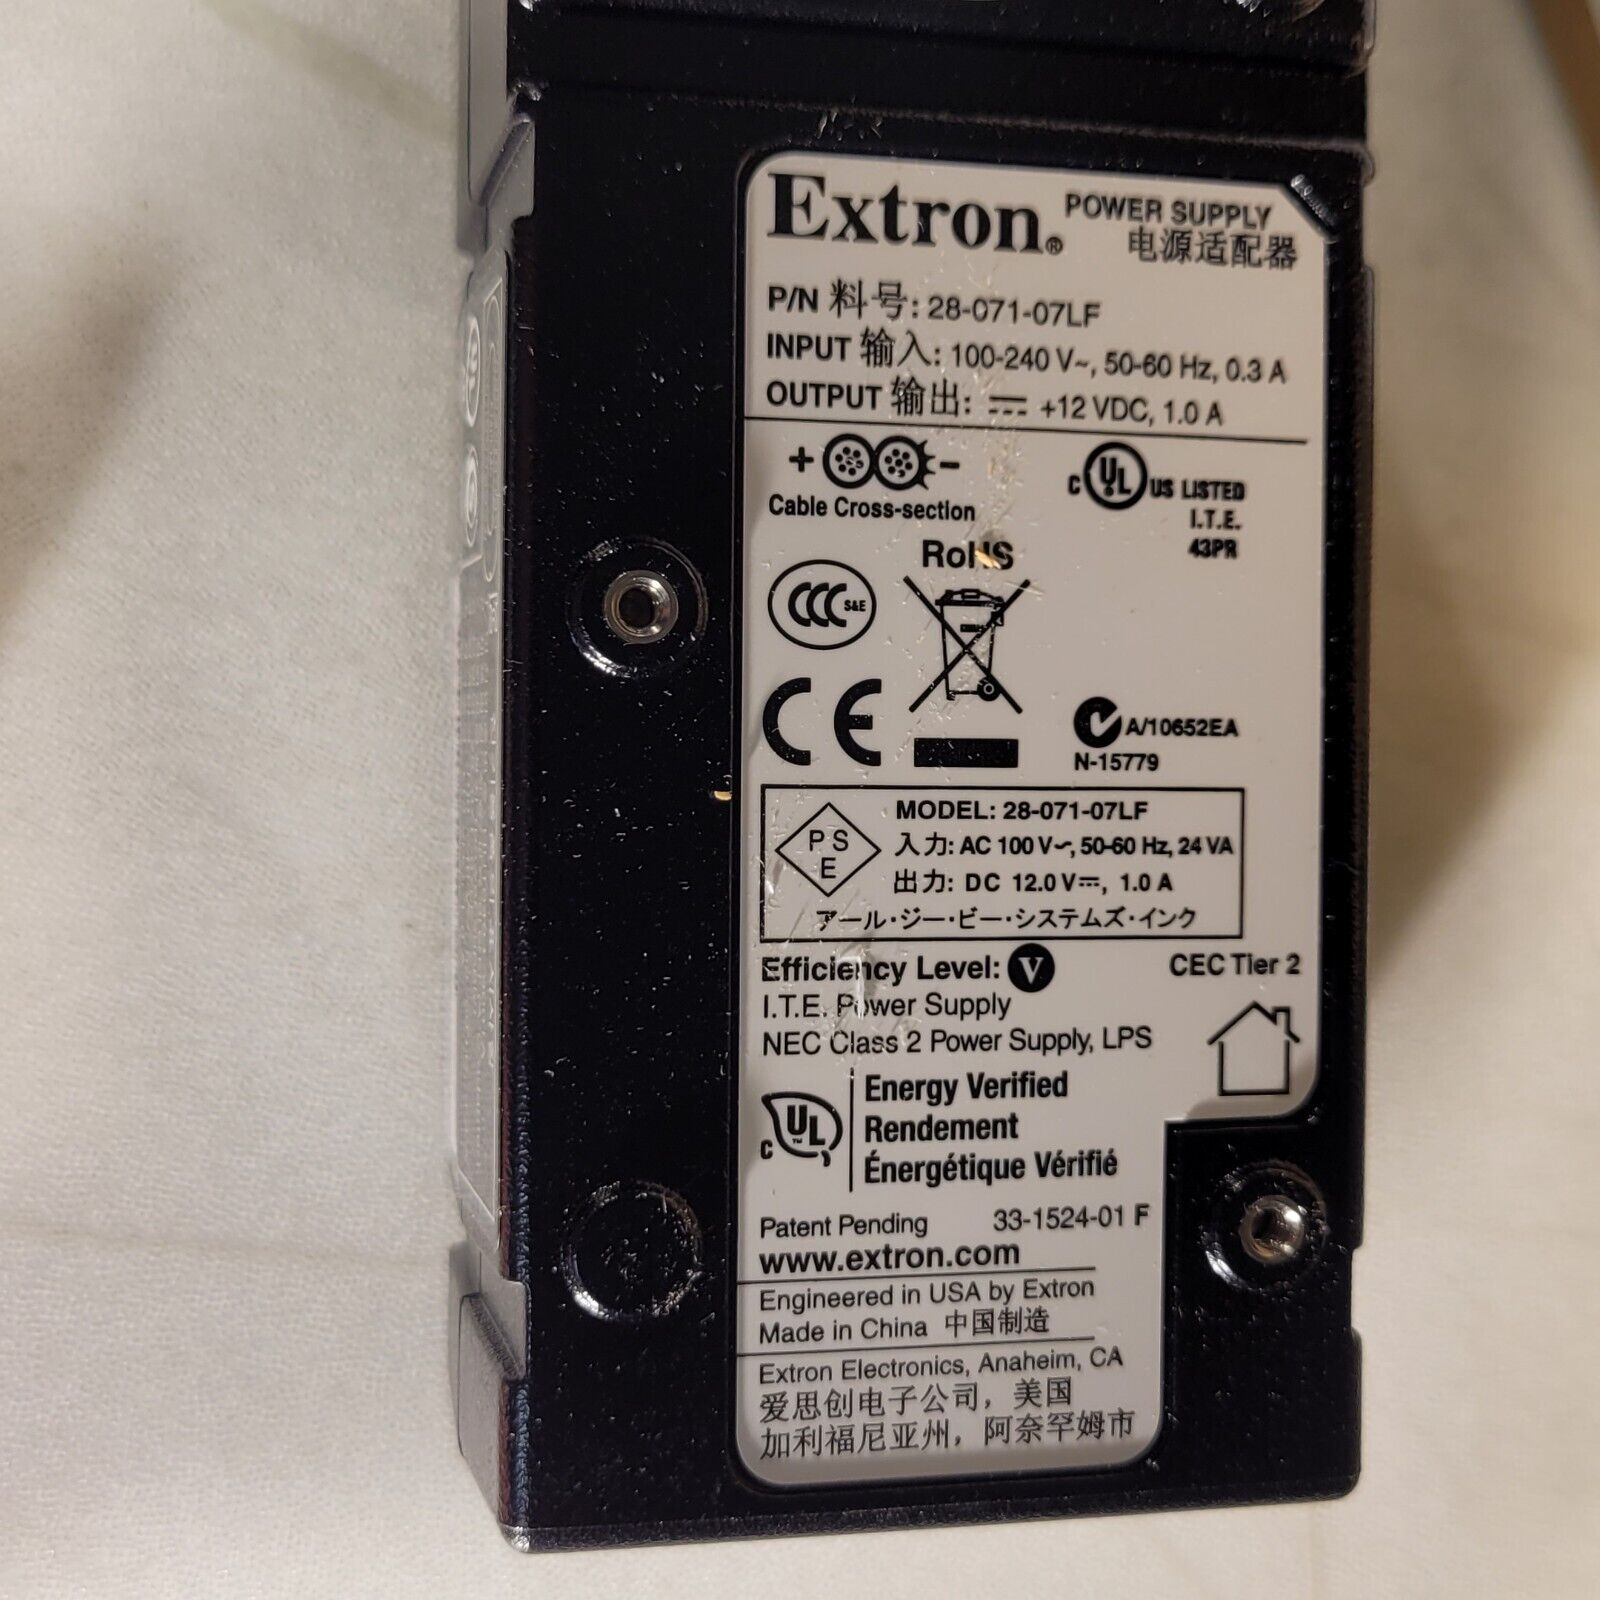 Extron® POWER SUPPLY
电源适配器
P/N 料号: 28-071-07LF
INPUT 输入: 100-240 V~, 50-60 Hz, 0.3 A
OUTPUT 输出: ⎓ +12 VDC, 1.0 A
+ -
Cable Cross-section
C UL US LISTED
I.T.E.
43PR
RoHS
CCC S&E
CE
A/10652EA
N-15779
PSE
MODEL: 28-071-07LF
入力: AC 100 V~, 50-60 Hz, 24 VA
出力: DC 12.0 V⎓, 1.0 A
アール・ジー・ビー・システムズ・インク
Efficiency Level: V
CEC Tier 2
I.T.E. Power Supply
NEC Class 2 Power Supply, LPS
C UL™
Energy Verified
Rendement
Énergétique Vérifié
Patent Pending 33-1524-01 F
www.extron.com
Engineered in USA by Extron
Made in China 中国制造
Extron Electronics, Anaheim, CA
爱思创电子公司，美国
加利福尼亚州，阿奈罕姆市